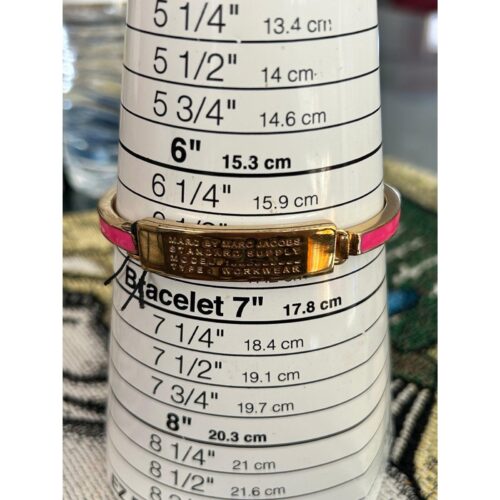 5 1/4" 13.4 cm
5 1/2" 14 cm
5 3/4" 14.6 cm
6" 15.3 cm
6 1/4" 15.9 cm
MARC BY MARC JACOBS
STANDARD SUPPLY
TYPE: WORKWEAR
Bracelet 7" 17.8 cm
7 1/4" 18.4 cm
7 1/2" 19.1 cm
7 3/4" 19.7 cm
8" 20.3 cm
8 1/4" 21 cm
8 1/2" 21.6 cm